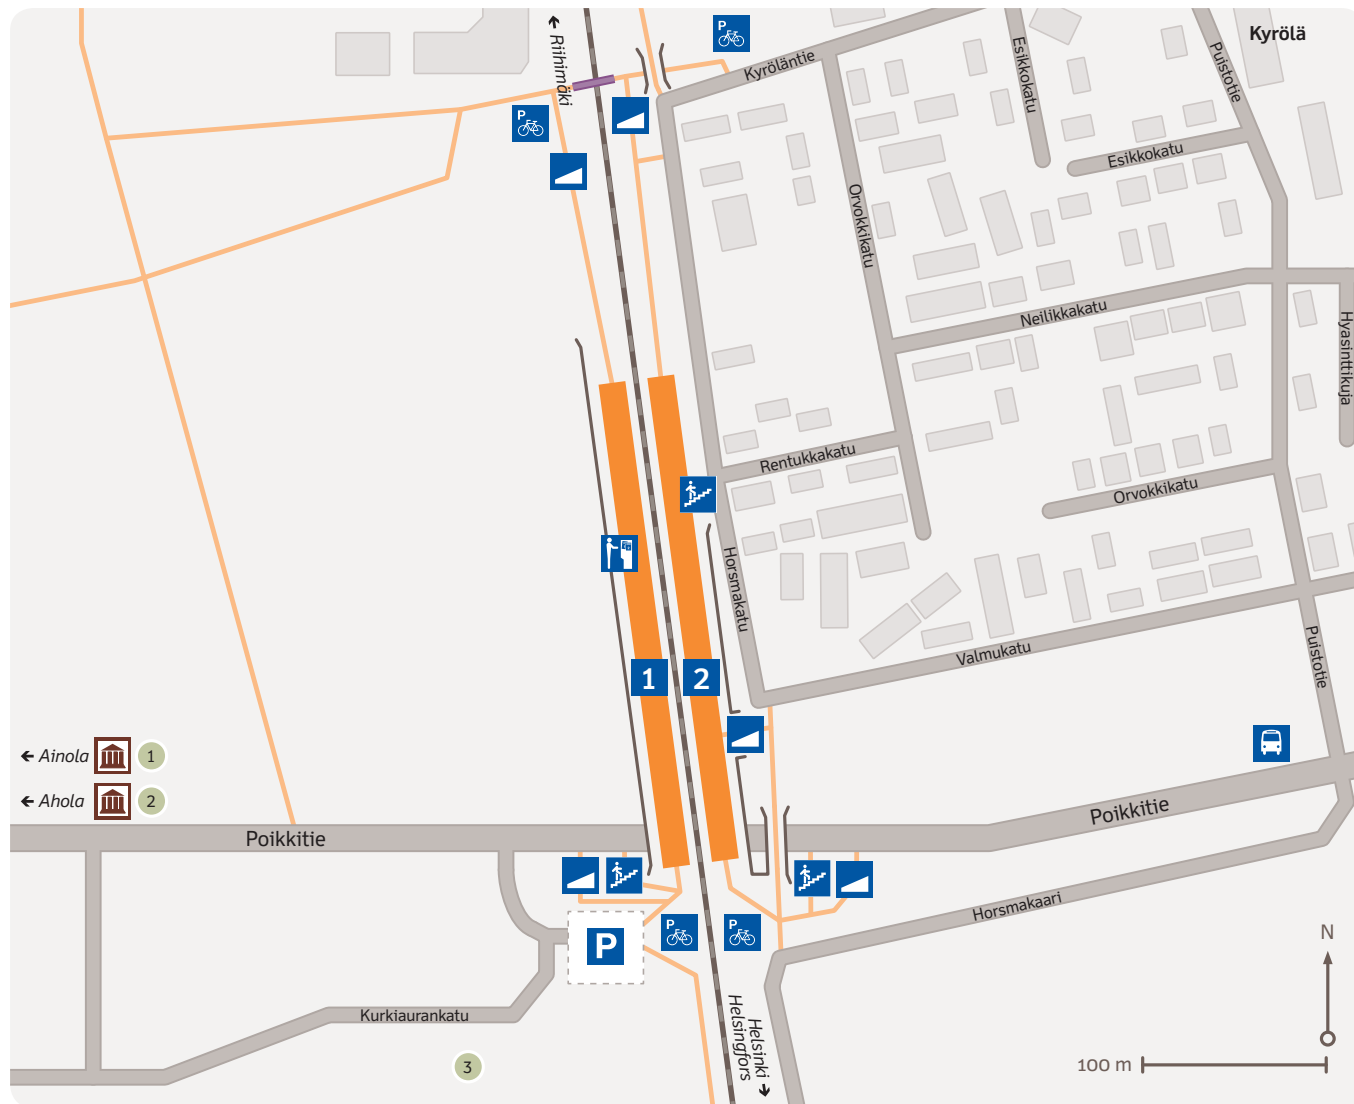 ← Riihimäki
P
Kyrölä
Kyröläntie
Esikkokatu
Puistotie
P
Esikkokatu
Orvokkikatu
Neilikkakatu
Hyasinttikuja
Rentukkakatu
Orvokkikatu
Horsmakatu
Valmukatu
Puistotie
1
2
← Ainola 1
← Ahola 2
Poikkitie
Poikkitie
P
P
P
Horsmakaari
Kurkiaurankatu
Helsinki →
Helsingfors
N
100 m
3